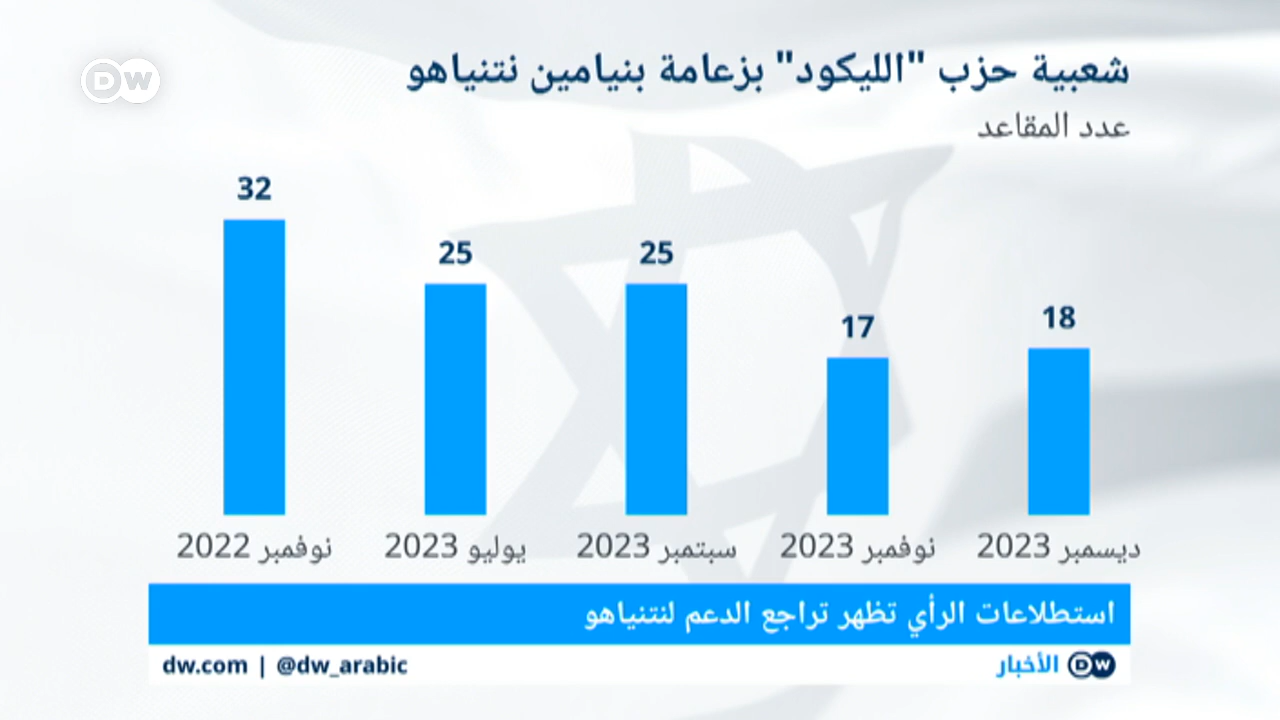 DW
شعبية حزب "الليكود" بزعامة بنيامين نتنياهو
عدد المقاعد
32
25
25
17
18
نوفمبر 2022
يوليو 2023
سبتمبر 2023
نوفمبر 2023
ديسمبر 2023
استطلاعات الرأي تظهر تراجع الدعم لنتنياهو
dw.com | @dw_arabic
DW الأخبار